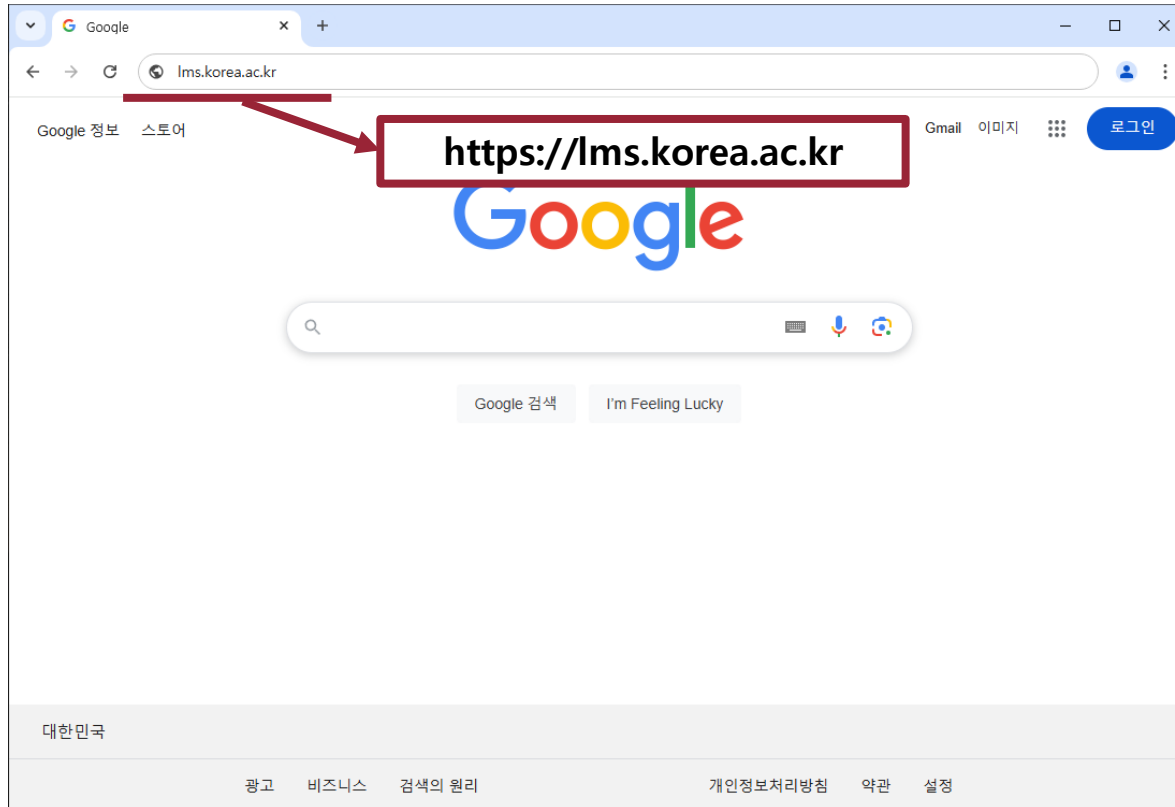 Google
lms.korea.ac.kr
Google 정보 스토어
Gmail 이미지 로그인
https://lms.korea.ac.kr
Google
Google 검색 I'm Feeling Lucky
대한민국
광고 비즈니스 검색의 원리 개인정보처리방침 약관 설정